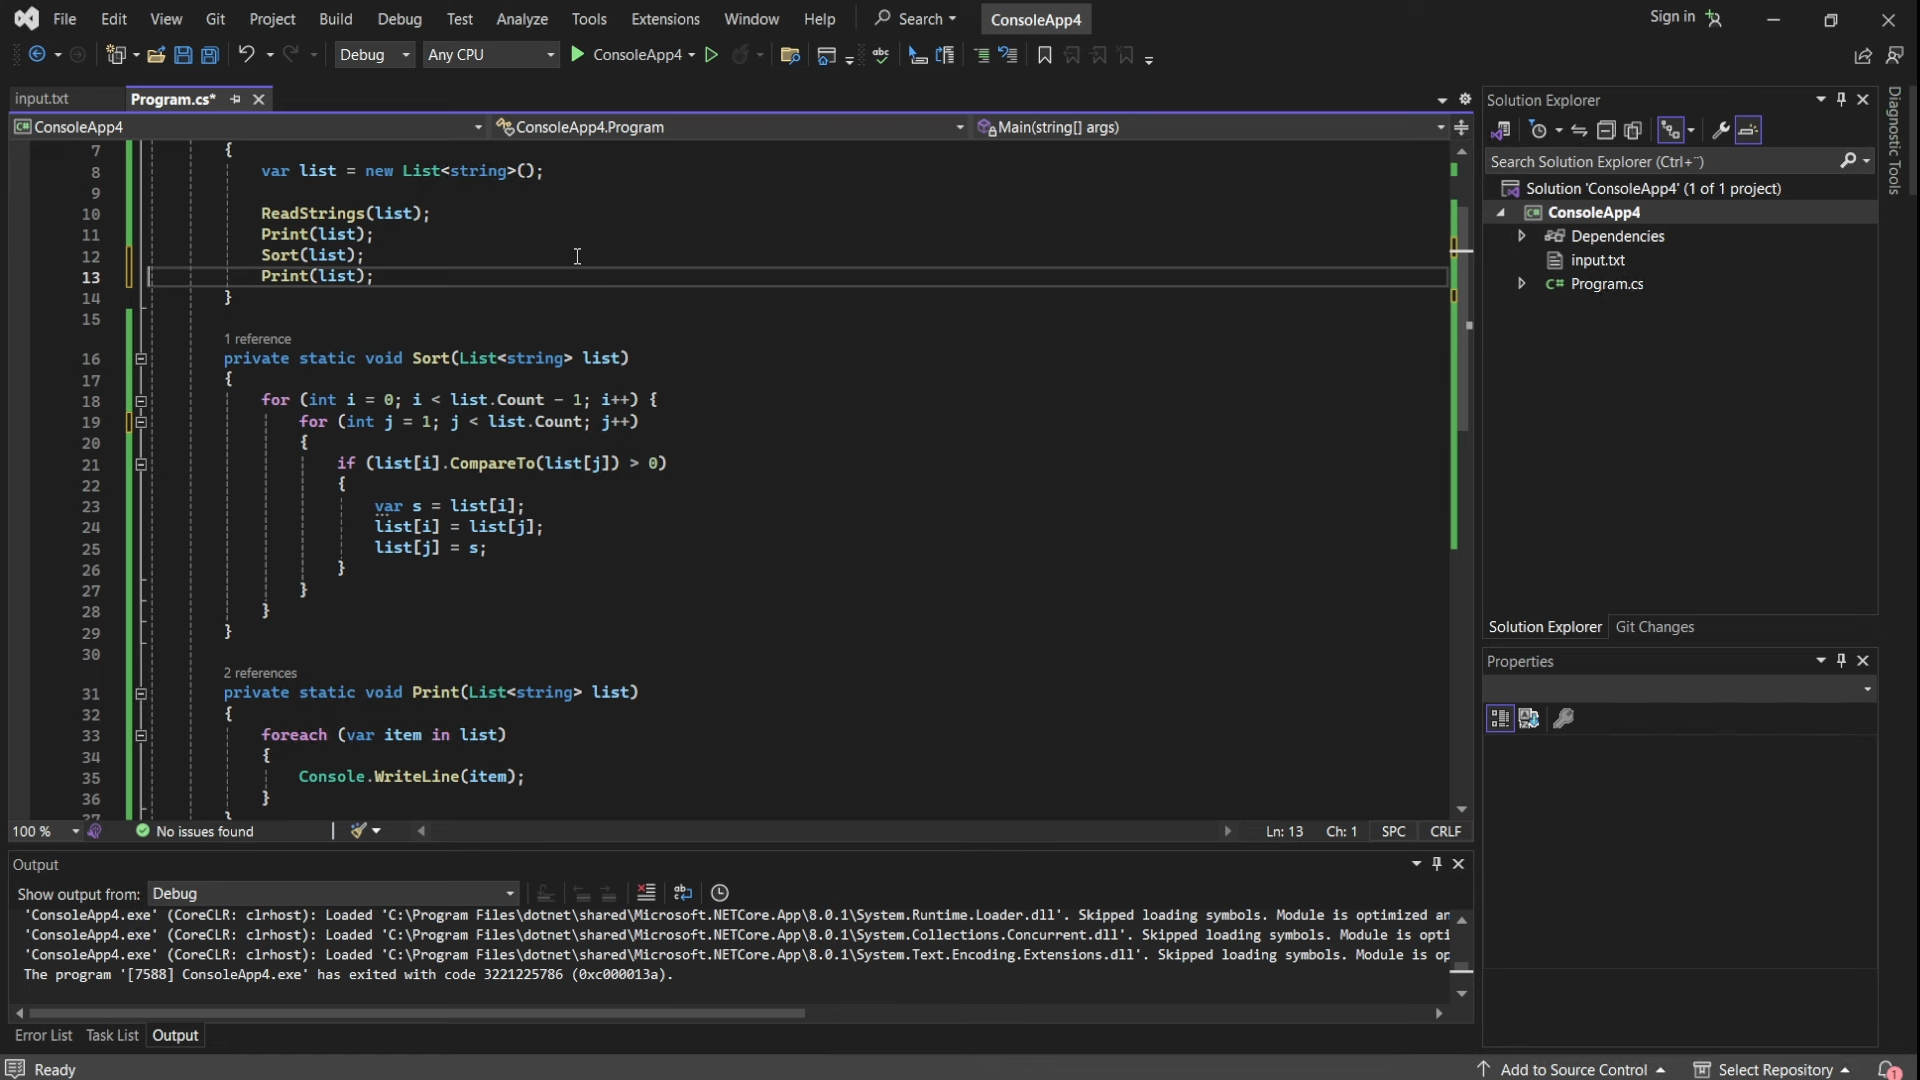 File Edit View Git Project Build Debug Test Analyze Tools Extensions Window Help Search ConsoleApp4 Sign in
Debug Any CPU ConsoleApp4
input.txt Program.cs*
ConsoleApp4 ConsoleApp4.Program Main(string[] args)
7 {
8 var list = new List<string>();
9
10 ReadStrings(list);
11 Print(list);
12 Sort(list);
13 Print(list);
14 }
15
1 reference
16 private static void Sort(List<string> list)
17 {
18 for (int i = 0; i < list.Count - 1; i++) {
19 for (int j = 1; j < list.Count; j++)
20 {
21 if (list[i].CompareTo(list[j]) > 0)
22 {
23 var s = list[i];
24 list[i] = list[j];
25 list[j] = s;
26 }
27 }
28 }
29 }
30
2 references
31 private static void Print(List<string> list)
32 {
33 foreach (var item in list)
34 {
35 Console.WriteLine(item);
36 }
37 }
100 % No issues found Ln: 13 Ch: 1 SPC CRLF
Output
Show output from: Debug
'ConsoleApp4.exe' (CoreCLR: clrhost): Loaded 'C:\Program Files\dotnet\shared\Microsoft.NETCore.App\8.0.1\System.Runtime.Loader.dll'. Skipped loading symbols. Module is optimized an
'ConsoleApp4.exe' (CoreCLR: clrhost): Loaded 'C:\Program Files\dotnet\shared\Microsoft.NETCore.App\8.0.1\System.Collections.Concurrent.dll'. Skipped loading symbols. Module is opti
'ConsoleApp4.exe' (CoreCLR: clrhost): Loaded 'C:\Program Files\dotnet\shared\Microsoft.NETCore.App\8.0.1\System.Text.Encoding.Extensions.dll'. Skipped loading symbols. Module is op
The program '[7588] ConsoleApp4.exe' has exited with code 3221225786 (0xc000013a).
Error List Task List Output
Solution Explorer
Search Solution Explorer (Ctrl+¨)
Solution 'ConsoleApp4' (1 of 1 project)
ConsoleApp4
Dependencies
input.txt
C# Program.cs
Solution Explorer Git Changes
Properties
Diagnostic Tools
Ready Add to Source Control Select Repository 1